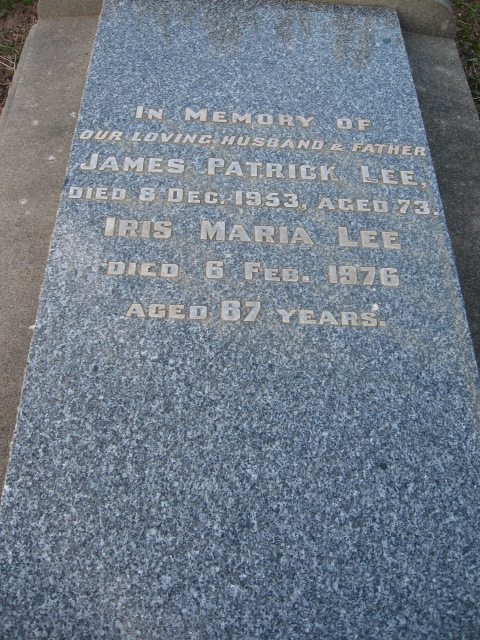 IN MEMORY OF
OUR LOVING HUSBAND & FATHER
JAMES PATRICK LEE,
DIED 6 DEC. 1953, AGED 73.
IRIS MARIA LEE
DIED 6 FEB. 1976
AGED 87 YEARS.